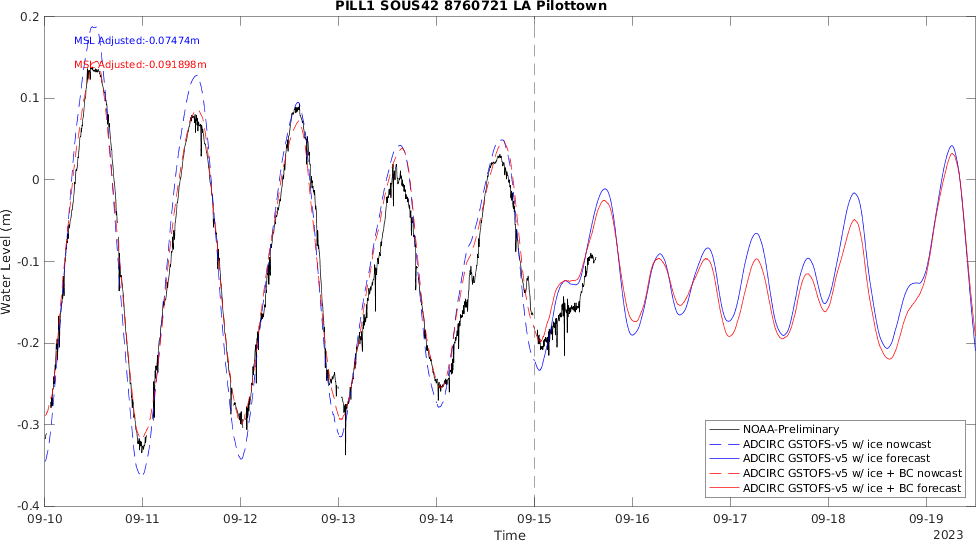 PILL1 SOUS42 8760721 LA Pilottown
MSL Adjusted:-0.07474m
MSL Adjusted:-0.091898m
Water Level (m)
0.2
0.1
0
-0.1
-0.2
-0.3
-0.4
09-10 09-11 09-12 09-13 09-14 09-15 09-16 09-17 09-18 09-19
Time
2023
NOAA-Preliminary
ADCIRC GSTOFS-v5 w/ ice nowcast
ADCIRC GSTOFS-v5 w/ ice forecast
ADCIRC GSTOFS-v5 w/ ice + BC nowcast
ADCIRC GSTOFS-v5 w/ ice + BC forecast